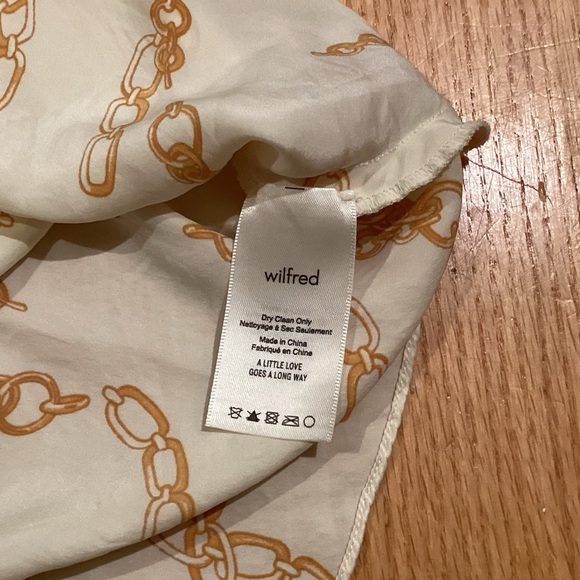 wilfred
Dry Clean Only
Nettoyage à Sec Seulement
Made in China
Fabriqué en Chine
A LITTLE LOVE
GOES A LONG WAY